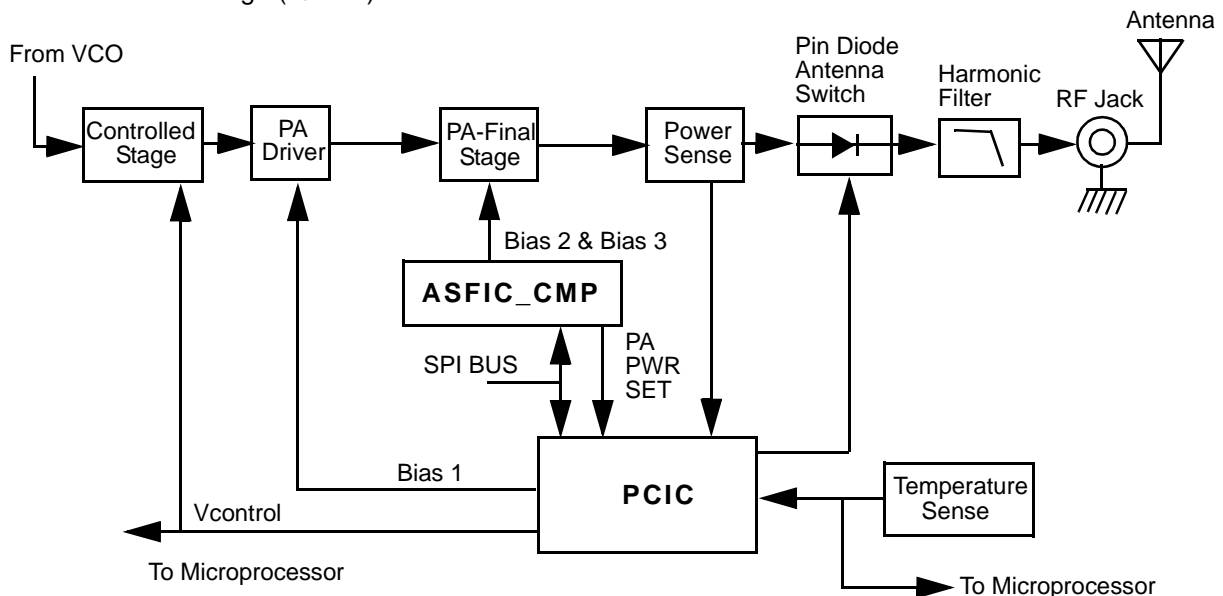 Antenna
From VCO
Pin Diode
Antenna
Switch
Harmonic
Filter
RF Jack
Controlled
Stage
PA
Driver
PA-Final
Stage
Power
Sense
Bias 2 & Bias 3
ASFIC_CMP
SPI BUS
PA
PWR
SET
Bias 1
PCIC
Temperature
Sense
Vcontrol
To Microprocessor
To Microprocessor